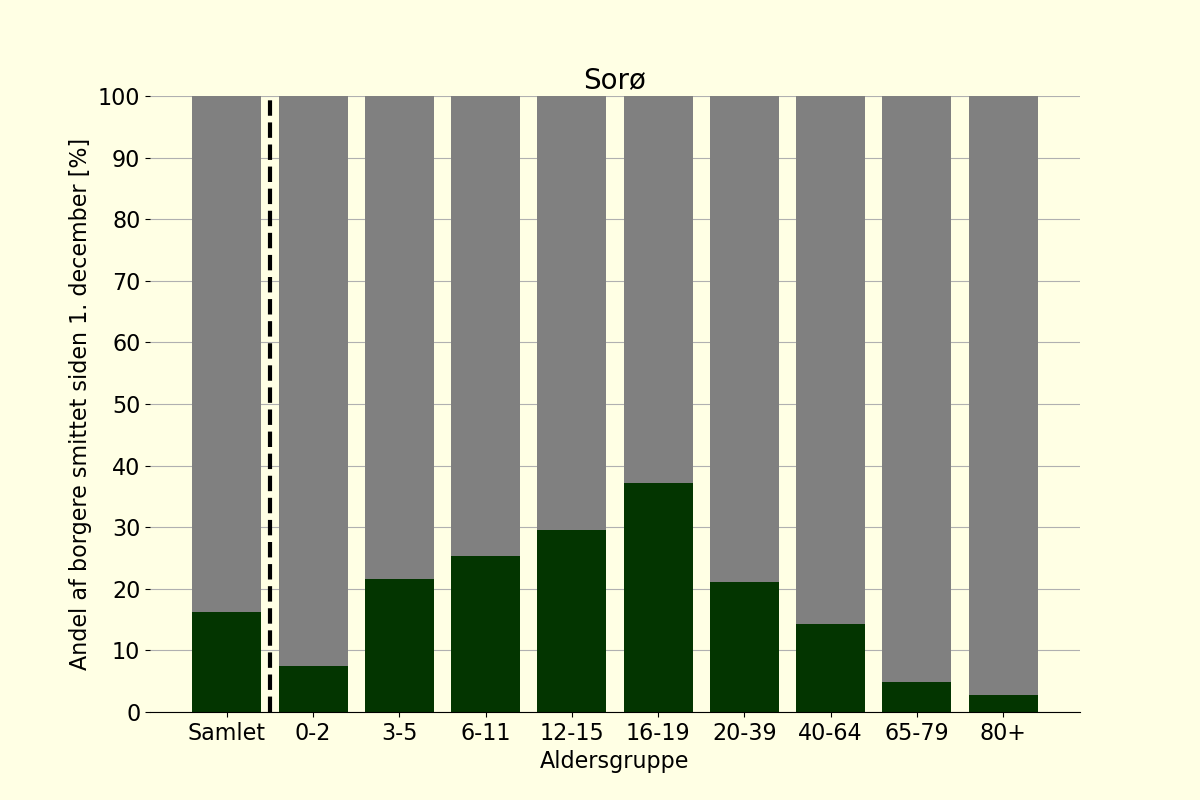 Sorø
Andel af borgere smittet siden 1. december [%]
100
90
80
70
60
50
40
30
20
10
0
Samlet 0-2 3-5 6-11 12-15 16-19 20-39 40-64 65-79 80+
Aldersgruppe